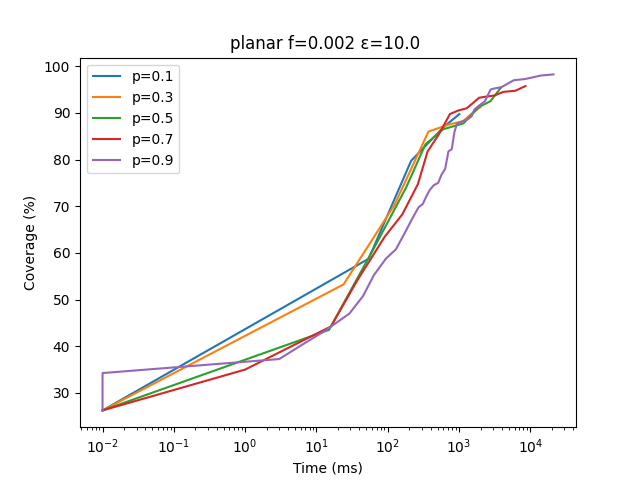 planar f=0.002 ε=10.0
p=0.1
p=0.3
p=0.5
p=0.7
p=0.9
Coverage (%)
100
90
80
70
60
50
40
30
10⁻² 10⁻¹ 10⁰ 10¹ 10² 10³ 10⁴
Time (ms)